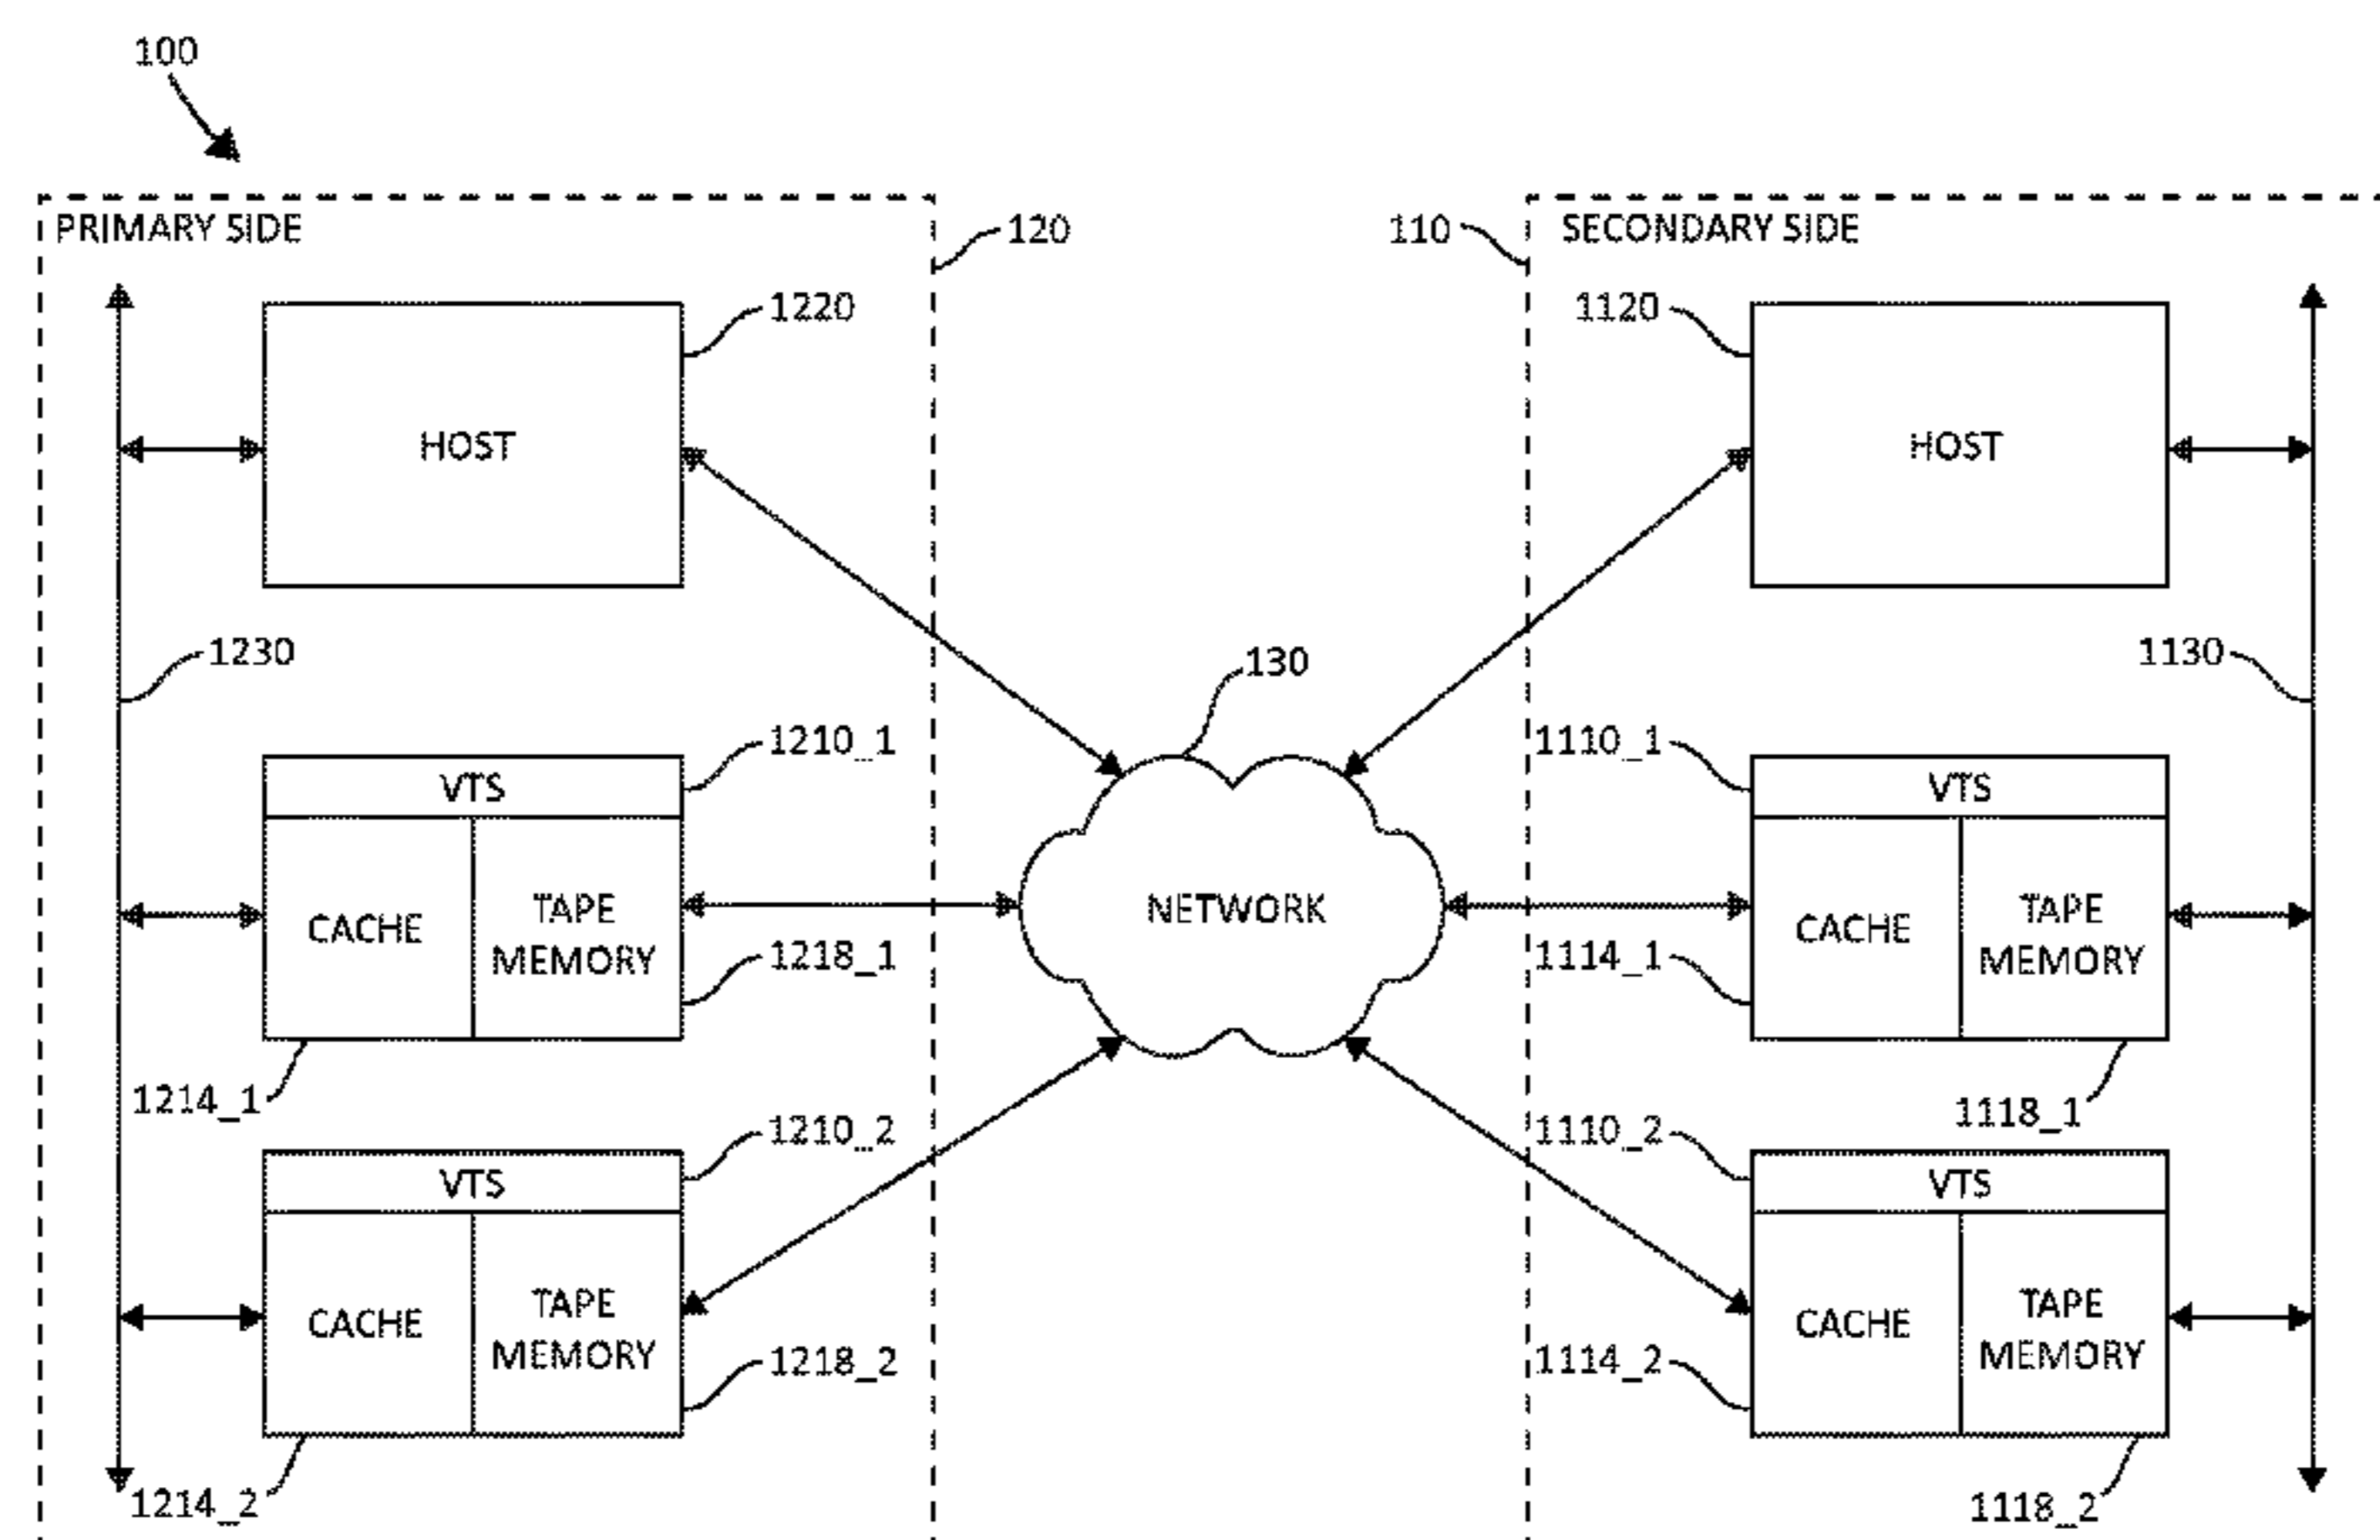 100
PRIMARY SIDE
120
110
SECONDARY SIDE
1220
1120
HOST
HOST
1230
130
1130
1210_1
1110_1
VTS
VTS
CACHE
TAPE
MEMORY
NETWORK
CACHE
TAPE
MEMORY
1218_1
1114_1
1214_1
1118_1
1210_2
1110_2
VTS
VTS
CACHE
TAPE
MEMORY
CACHE
TAPE
MEMORY
1218_2
1114_2
1214_2
1118_2